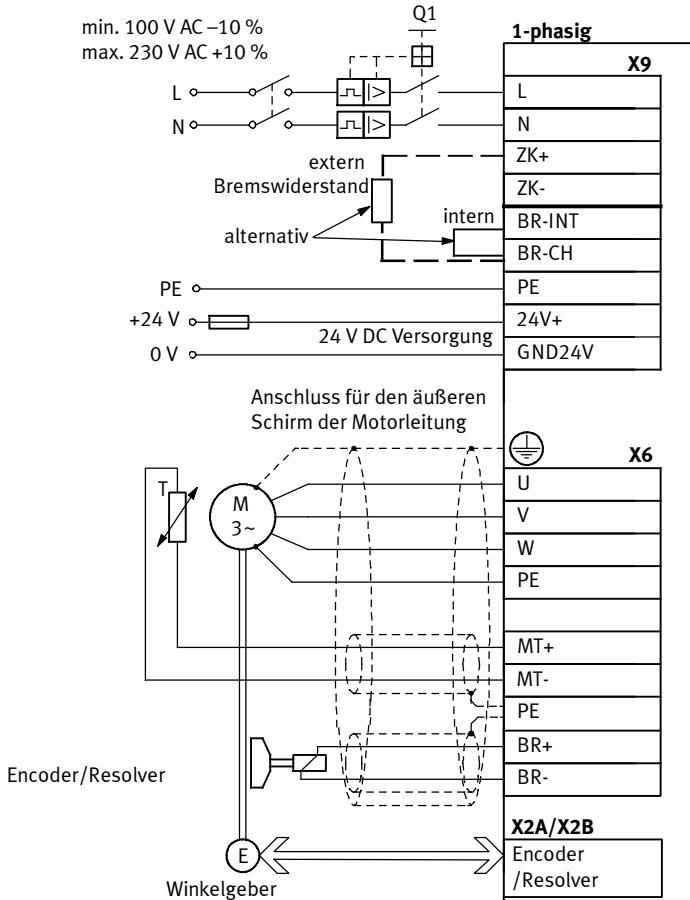 min. 100 V AC –10 %
max. 230 V AC +10 %
Q1
1-phasig
X9
L
L
N
N
ZK+
extern
Bremswiderstand
ZK-
intern
BR-INT
alternativ
BR-CH
PE
PE
+24 V
24V+
24 V DC Versorgung
0 V
GND24V
Anschluss für den äußeren
Schirm der Motorleitung
X6
T
M
3~
U
V
W
PE
MT+
MT-
PE
BR+
Encoder/Resolver
BR-
X2A/X2B
E
Encoder
/Resolver
Winkelgeber